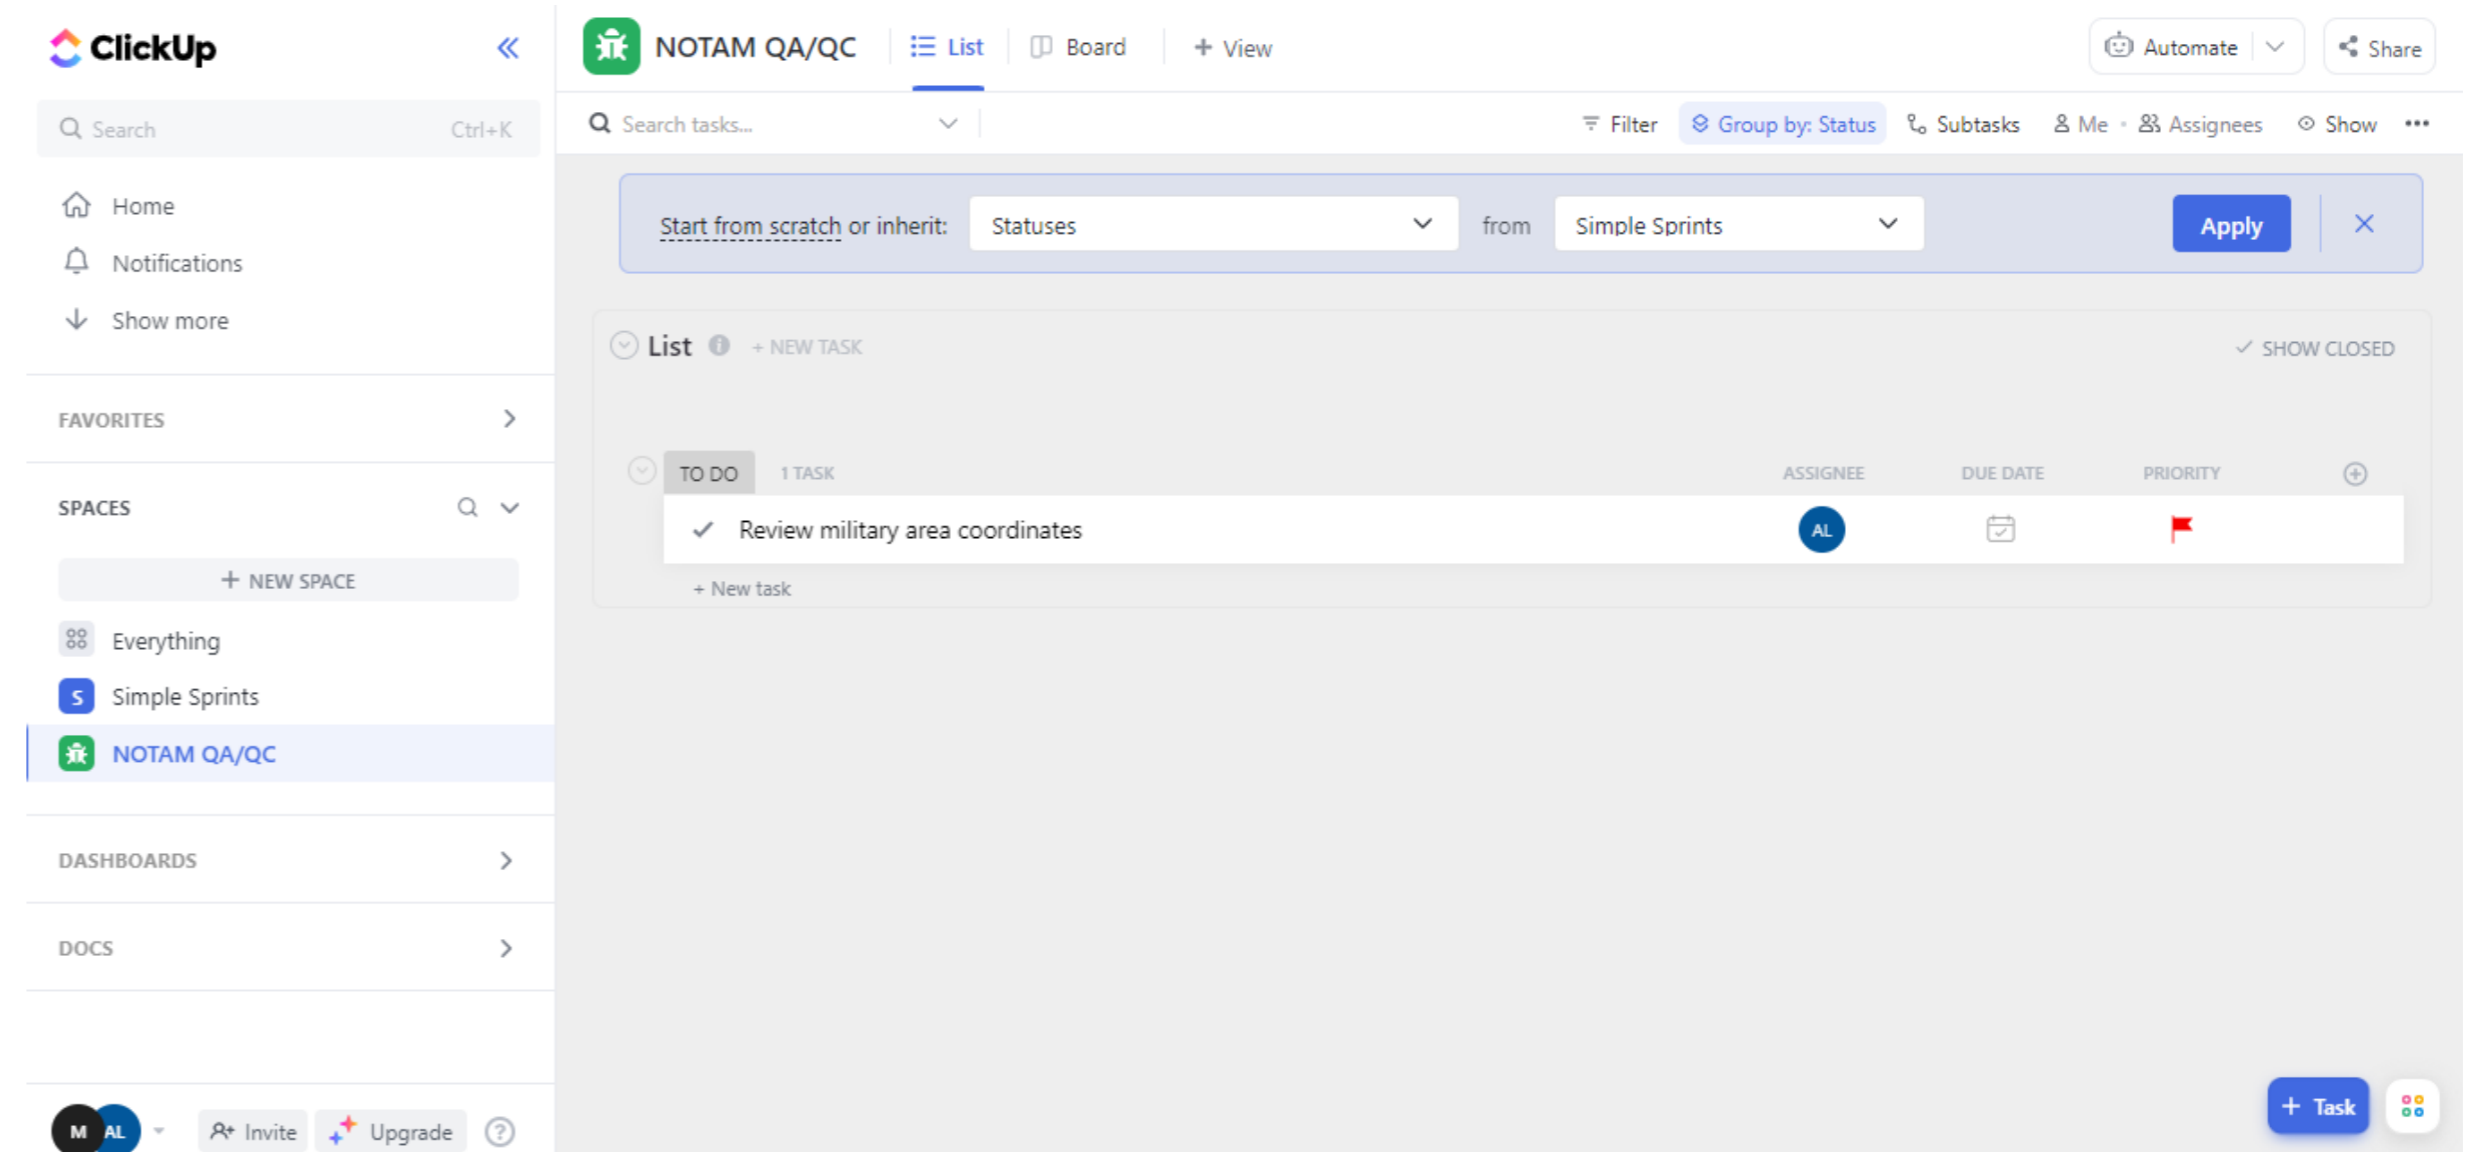 ClickUp
Search Ctrl+K
Home
Notifications
Show more
FAVORITES
SPACES
+ NEW SPACE
Everything
S Simple Sprints
NOTAM QA/QC
DASHBOARDS
DOCS
M AL Invite Upgrade ?
NOTAM QA/QC List Board + View Automate Share
Search tasks... Filter Group by: Status Subtasks Me Assignees Show
Start from scratch or inherit: Statuses from Simple Sprints Apply
List + NEW TASK SHOW CLOSED
TO DO 1 TASK ASSIGNEE DUE DATE PRIORITY
Review military area coordinates AL
+ New task
+ Task